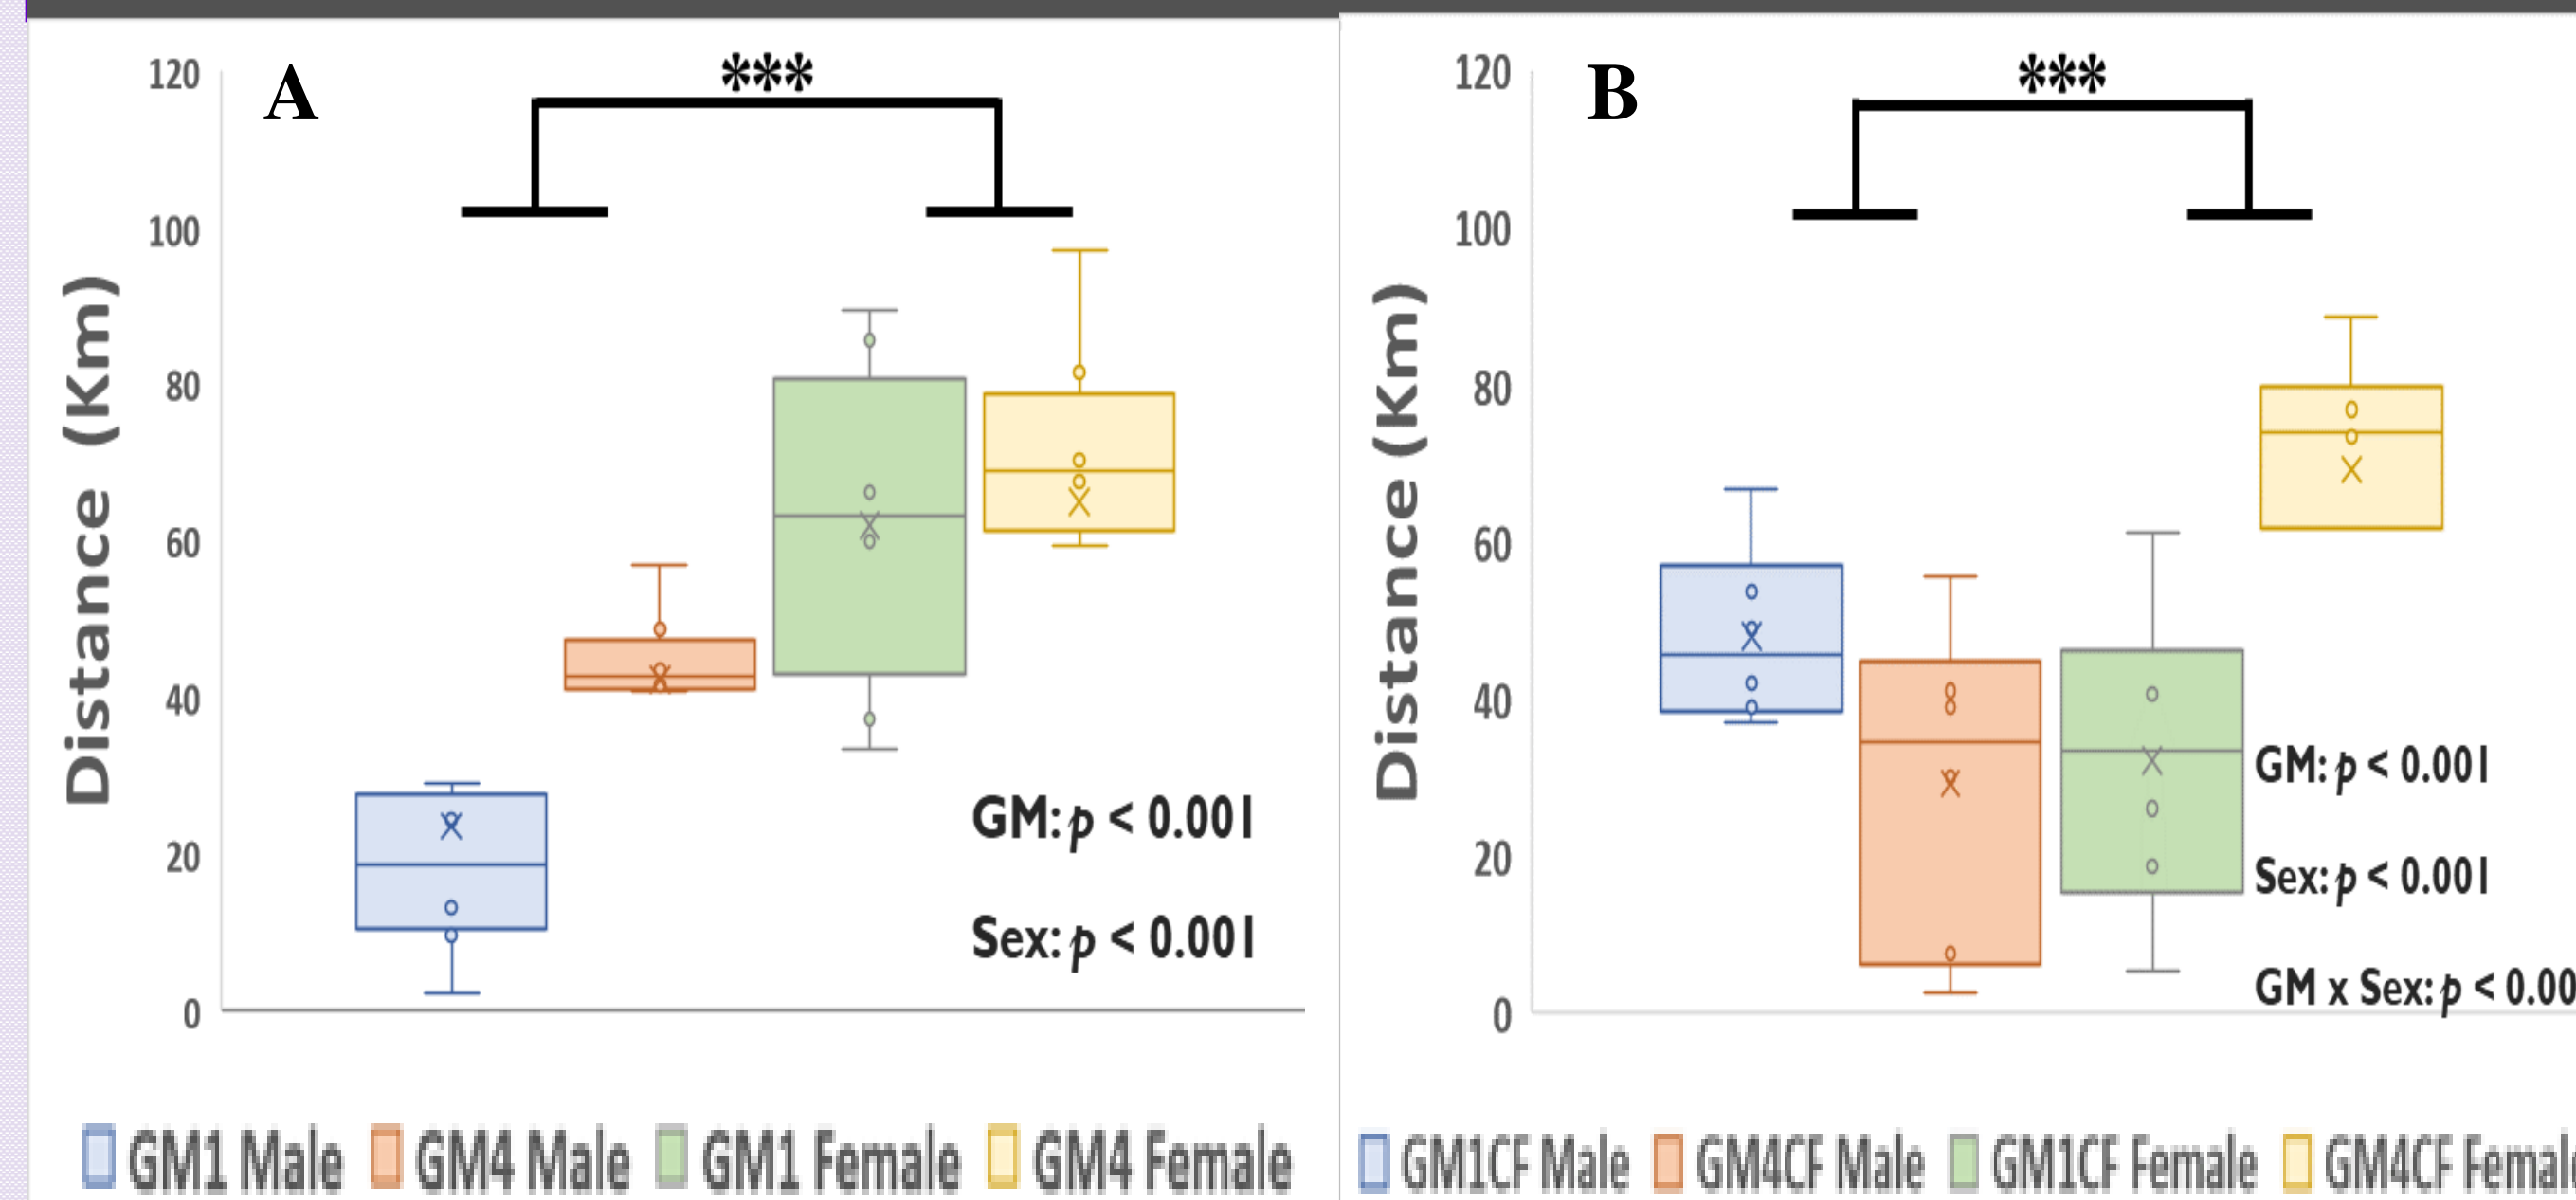 A
***
120
100
80
60
40
20
0
Distance (Km)
GM: p < 0.001
Sex: p < 0.001
GM1 Male GM4 Male GM1 Female GM4 Female
B
***
120
100
80
60
40
20
0
Distance (Km)
GM: p < 0.001
Sex: p < 0.001
GM x Sex: p < 0.00
GM1CF Male GM4CF Male GM1CF Female GM4CF Femal